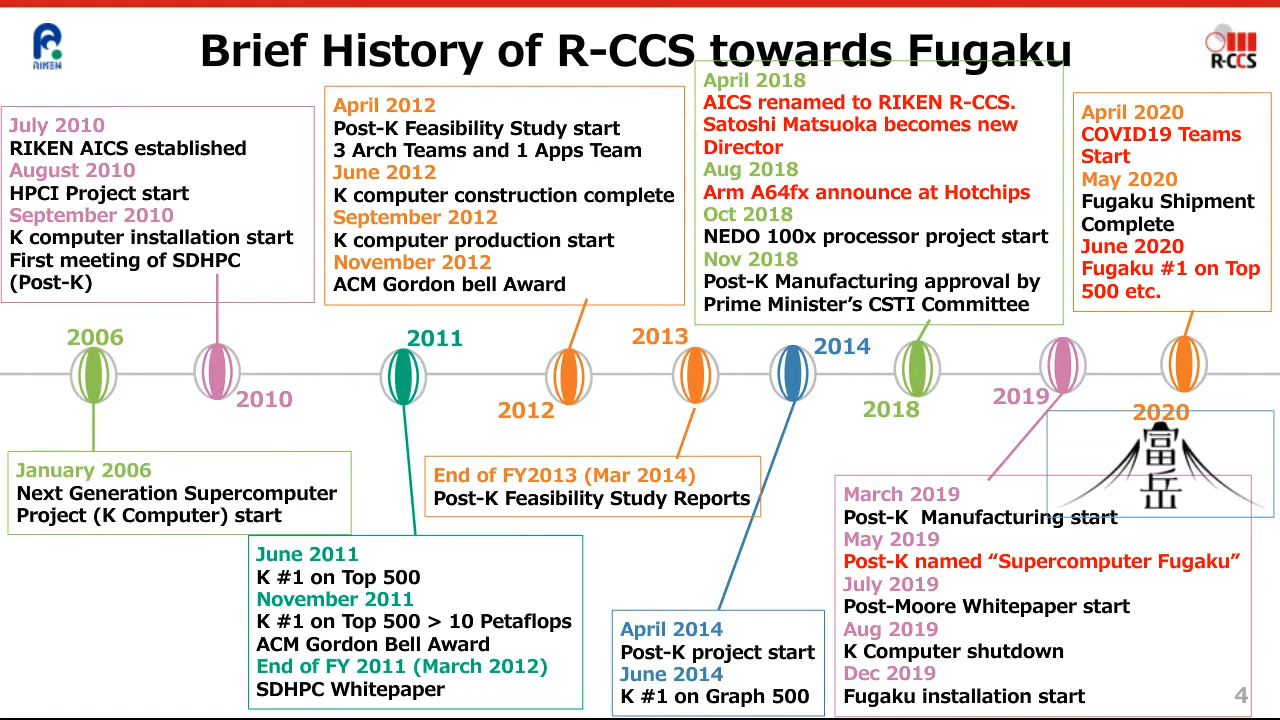 Brief History of R-CCS towards Fugaku
RIKEN
R-CCS
July 2010
RIKEN AICS established
August 2010
HPCI Project start
September 2010
K computer installation start
First meeting of SDHPC
(Post-K)
April 2012
Post-K Feasibility Study start
3 Arch Teams and 1 Apps Team
June 2012
K computer construction complete
September 2012
K computer production start
November 2012
ACM Gordon bell Award
April 2018
AICS renamed to RIKEN R-CCS.
Satoshi Matsuoka becomes new
Director
Aug 2018
Arm A64fx announce at Hotchips
Oct 2018
NEDO 100x processor project start
Nov 2018
Post-K Manufacturing approval by
Prime Minister’s CSTI Committee
April 2020
COVID19 Teams
Start
May 2020
Fugaku Shipment
Complete
June 2020
Fugaku #1 on Top
500 etc.
2006
2010
2011
2012
2013
2014
2018
2019
2020
January 2006
Next Generation Supercomputer
Project (K Computer) start
June 2011
K #1 on Top 500
November 2011
K #1 on Top 500 > 10 Petaflops
ACM Gordon Bell Award
End of FY 2011 (March 2012)
SDHPC Whitepaper
End of FY2013 (Mar 2014)
Post-K Feasibility Study Reports
April 2014
Post-K project start
June 2014
K #1 on Graph 500
富岳
March 2019
Post-K  Manufacturing start
May 2019
Post-K named “Supercomputer Fugaku”
July 2019
Post-Moore Whitepaper start
Aug 2019
K Computer shutdown
Dec 2019
Fugaku installation start
4